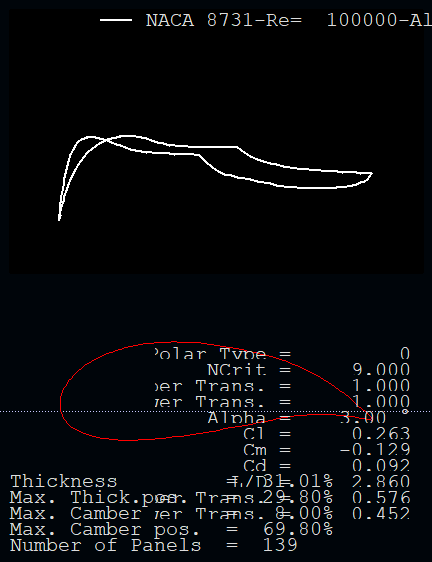 NACA 8731-Re=  100000-Al
Polar Type =  0
NCrit =  9.000
per Trans. =  1.000
per Trans. =  1.000
Alpha =  3.00 °
Cl =  0.263
Cm =  -0.129
Cd =  0.092
L/D =  2.860
Thickness  =  31.01%
Max. Thick.pos.  =  29.80%
per Trans. =  0.576
Max. Camber  =  8.00%
per Trans. =  0.452
Max. Camber pos.  =  69.80%
Number of Panels  =  139